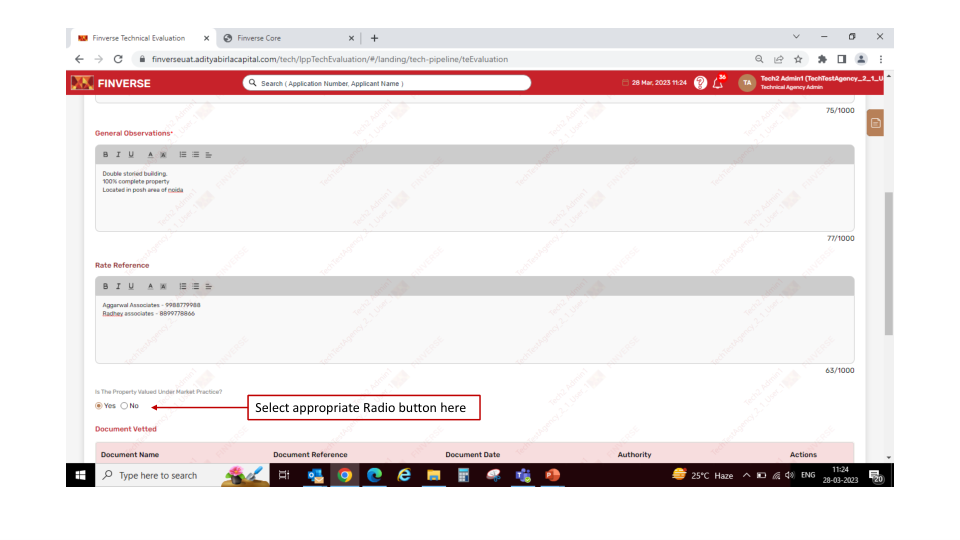 Finverse Technical Evaluation
Finverse Core
finverseuat.adityabirlacapital.com/tech/lppTechEvaluation/#/landing/tech-pipeline/teEvaluation
FINVERSE
Search ( Application Number, Applicant Name )
28 Mar, 2023 11:24
36
TA
Tech2 Admin1 (TechTestAgency_2_1_U
Technical Agency Admin
75/1000
General Observations*
B I U A
Double storied building.
100% complete property
Located in posh area of noida
77/1000
Rate Reference
B I U A
Aggarwal Associates - 9988779988
Radhey associates - 8899778866
63/1000
Is The Property Valued Under Market Practice?
Yes No
Select appropriate Radio button here
Document Vetted
Document Name Document Reference Document Date Authority Actions
Type here to search
25°C Haze
ENG
11:24
28-03-2023
20